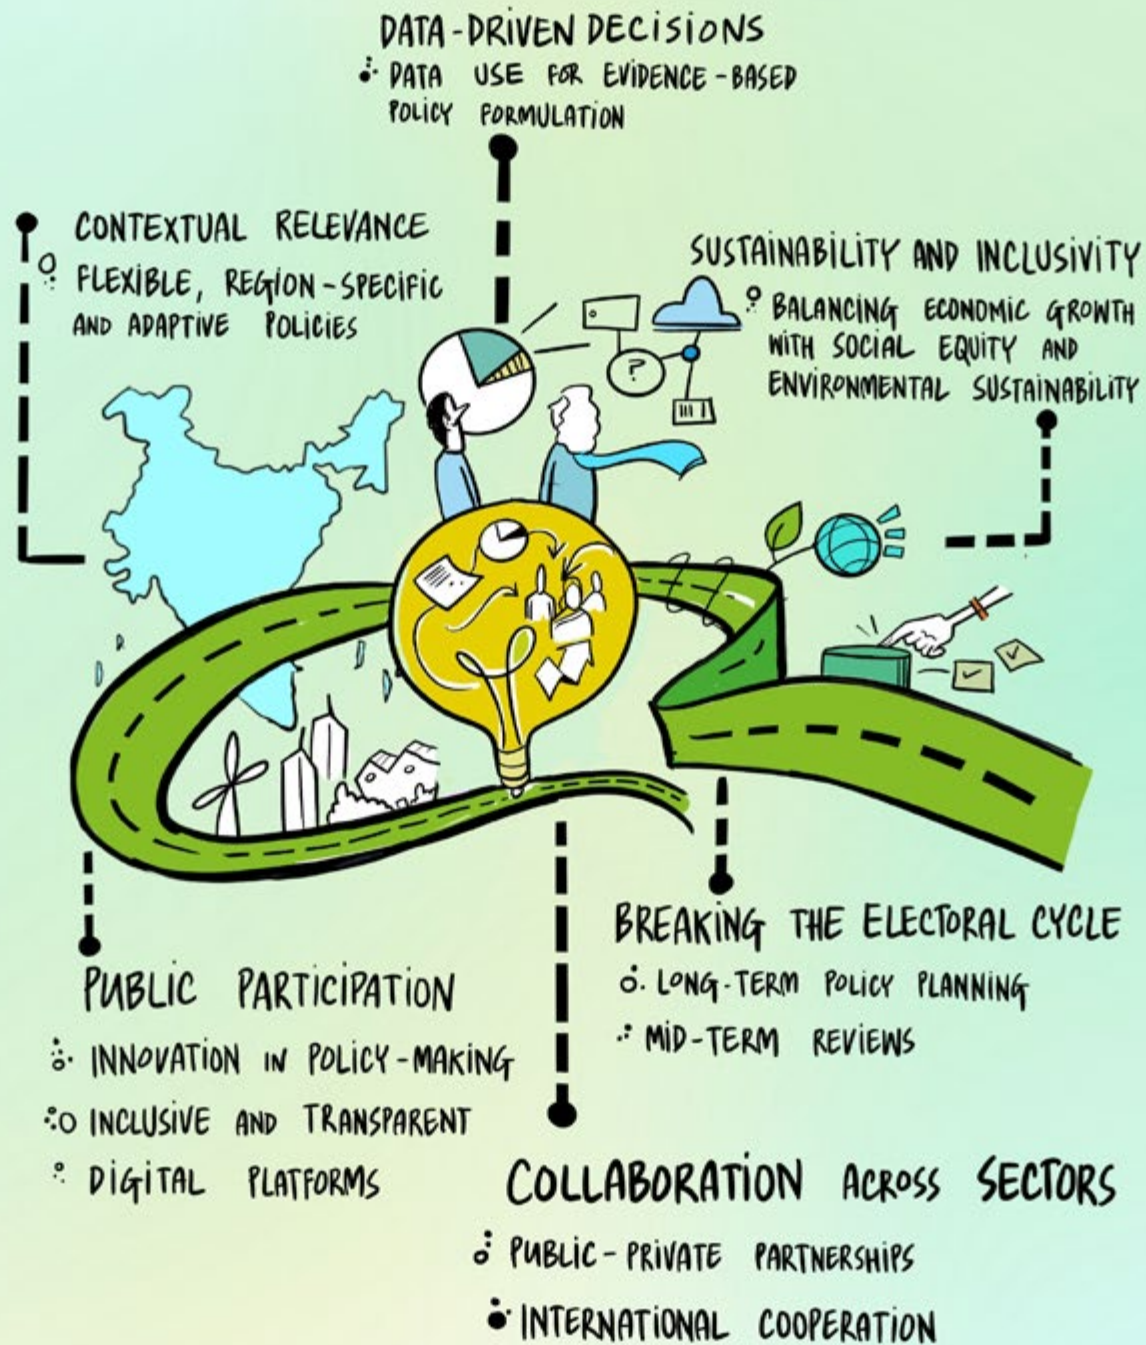 DATA-DRIVEN DECISIONS
DATA USE FOR EVIDENCE-BASED
POLICY FORMULATION
CONTEXTUAL RELEVANCE
FLEXIBLE, REGION-SPECIFIC
AND ADAPTIVE POLICIES
SUSTAINABILITY AND INCLUSIVITY
BALANCING ECONOMIC GROWTH
WITH SOCIAL EQUITY AND
ENVIRONMENTAL SUSTAINABILITY
?
PUBLIC PARTICIPATION
INNOVATION IN POLICY-MAKING
INCLUSIVE AND TRANSPARENT
DIGITAL PLATFORMS
BREAKING THE ELECTORAL CYCLE
LONG-TERM POLICY PLANNING
MID-TERM REVIEWS
COLLABORATION ACROSS SECTORS
PUBLIC-PRIVATE PARTNERSHIPS
INTERNATIONAL COOPERATION